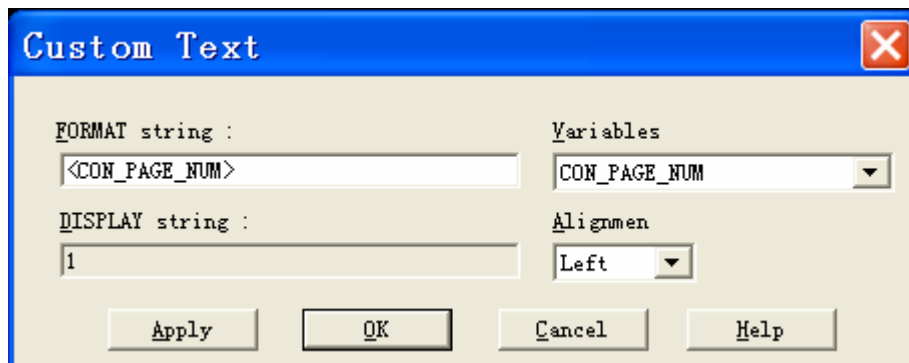 Custom Text
FORMAT string : Variables
<CON_PAGE_NUM> CON_PAGE_NUM
DISPLAY string : Alignmen
1 Left
Apply OK Cancel Help